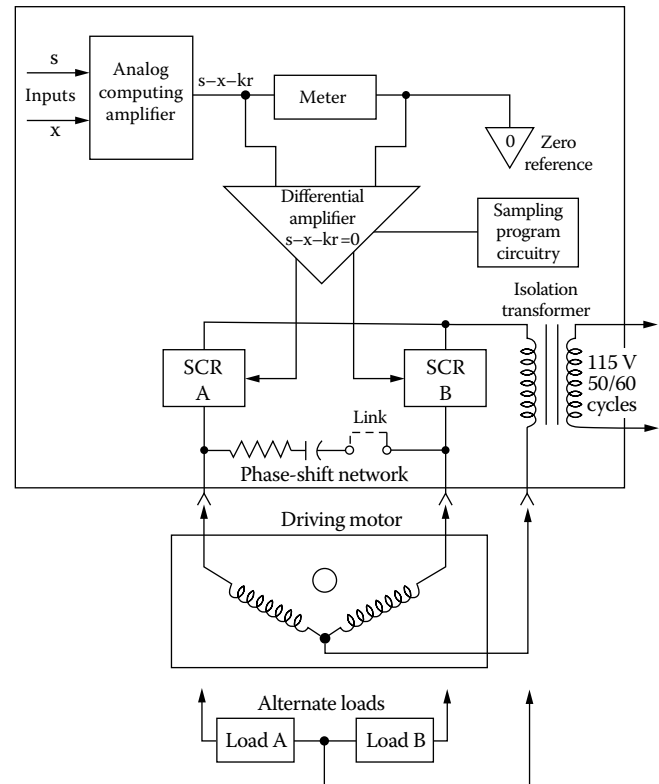 s
Inputs
x
Analog
computing
amplifier
s–x–kr
Meter
0
Zero
reference
Differential
amplifier
s–x–kr=0
Sampling
program
circuitry
Isolation
transformer
SCR
A
SCR
B
115 V
50/60
cycles
Link
Phase-shift network
Driving motor
Alternate loads
Load A
Load B